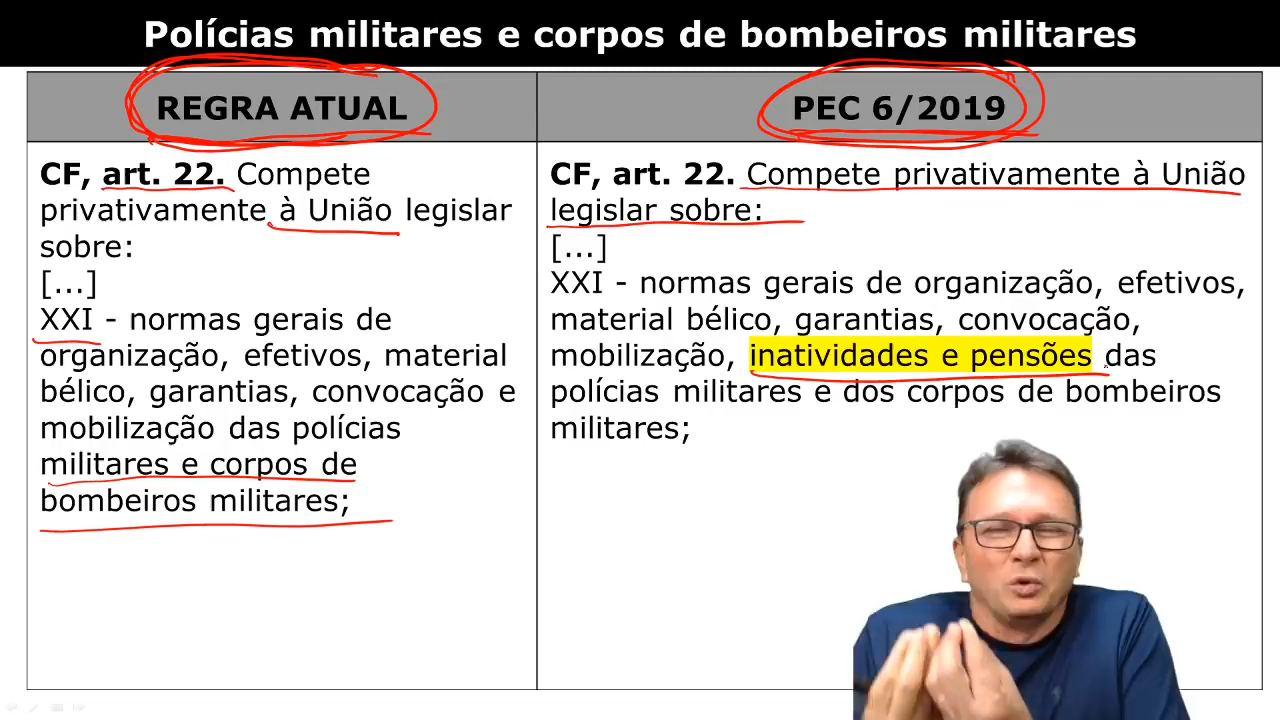 Polícias militares e corpos de bombeiros militares
REGRA ATUAL
CF, art. 22. Compete
privativamente à União legislar
sobre:
[...]
XXI - normas gerais de
organização, efetivos, material
bélico, garantias, convocação e
mobilização das polícias
militares e corpos de
bombeiros militares;
PEC 6/2019
CF, art. 22. Compete privativamente à União
legislar sobre:
[...]
XXI - normas gerais de organização, efetivos,
material bélico, garantias, convocação,
mobilização, inatividades e pensões das
polícias militares e dos corpos de bombeiros
militares;